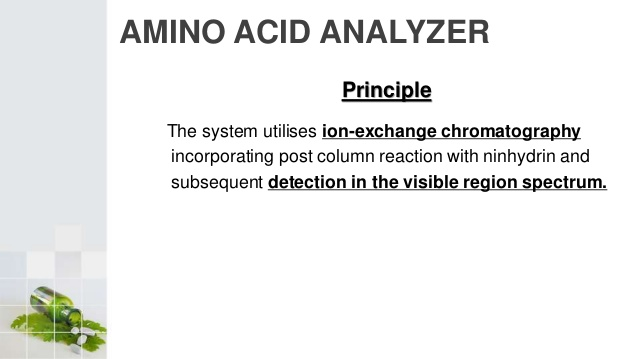 AMINO ACID ANALYZER
Principle
The system utilises ion-exchange chromatography
incorporating post column reaction with ninhydrin and
subsequent detection in the visible region spectrum.